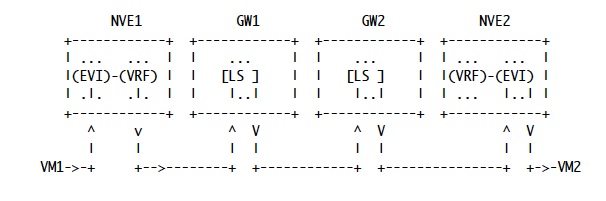 NVE1 GW1 GW2 NVE2
+------------+ +------------+ +------------+ +------------+
| ... ... | | ... | | ... | | ... ... |
|(EVI)-(VRF) | | [LS ] | | [LS ] | |(VRF)-(EVI) |
| .|. .|. | | |..| | | |..| | | ... |..| |
+------------+ +------------+ +------------+ +------------+
^ v ^ V ^ V ^ V
| | | | | | | |
VM1->-+ +-->--------+ +------------+ +---------------+ +->-VM2